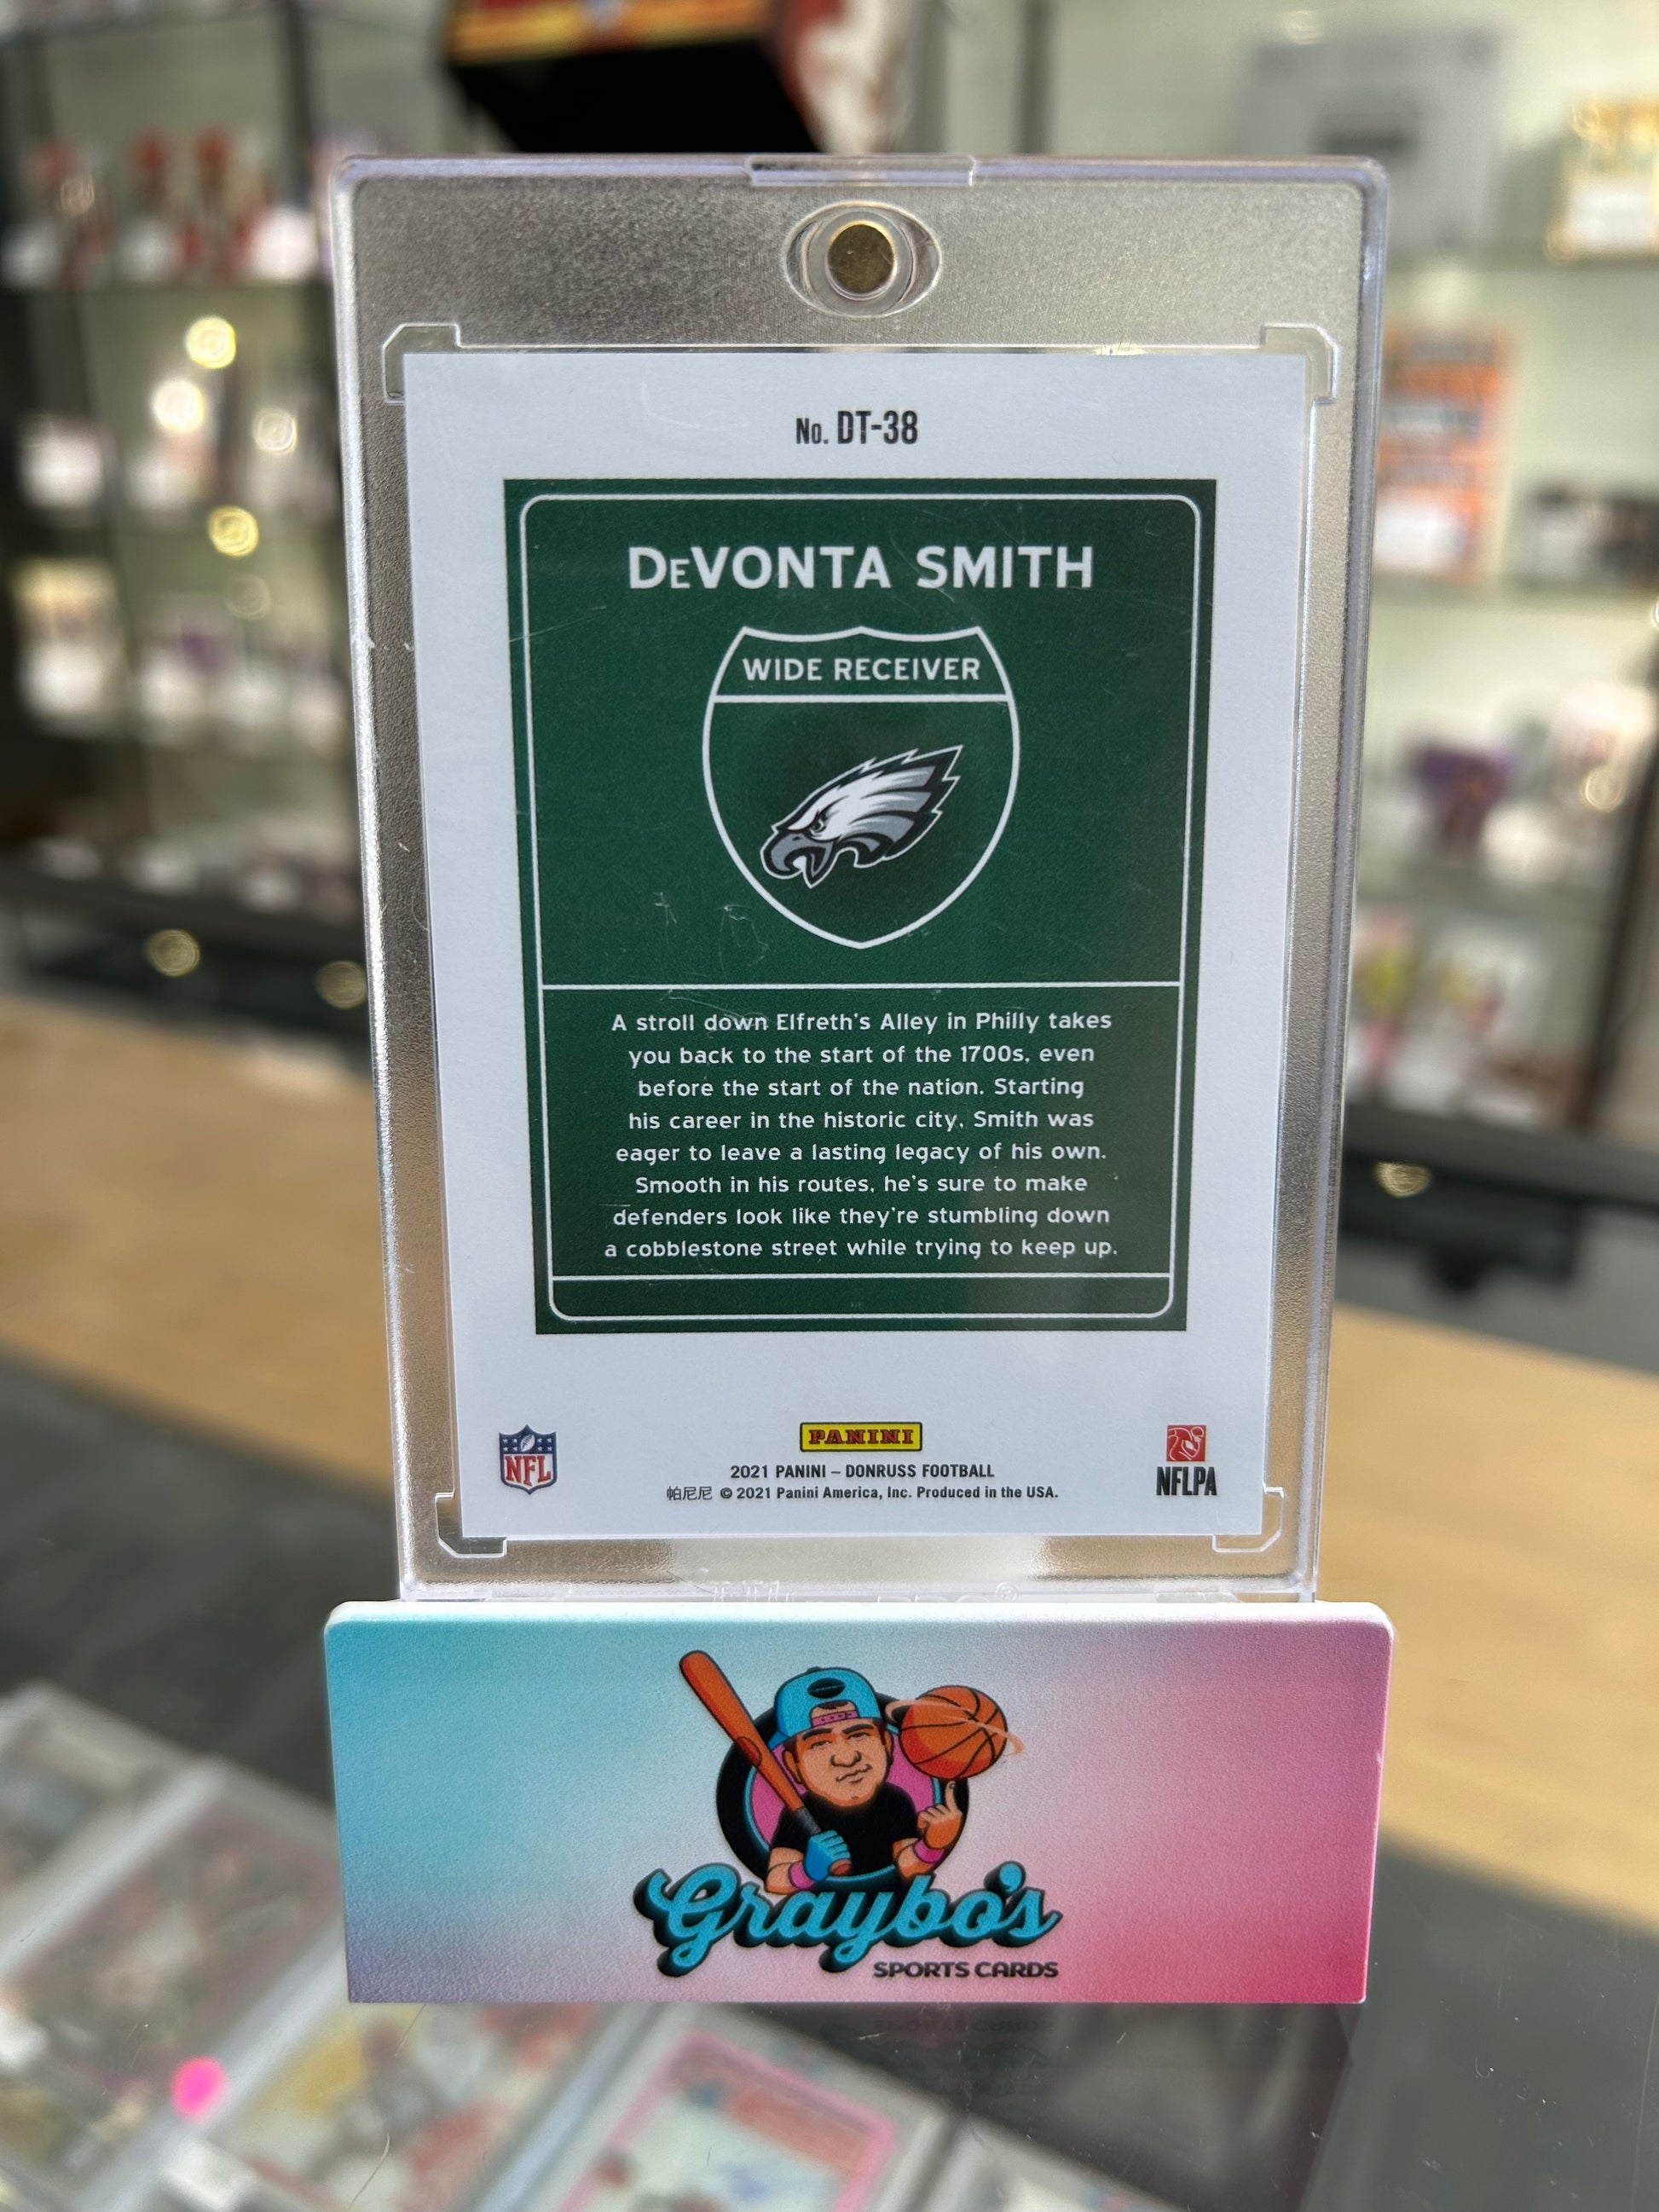 No. DT-38
DeVONTA SMITH
WIDE RECEIVER
A stroll down Elfreth's Alley in Philly takes
you back to the start of the 1700s, even
before the start of the nation. Starting
his career in the historic city, Smith was
eager to leave a lasting legacy of his own.
Smooth in his routes, he's sure to make
defenders look like they're stumbling down
a cobblestone street while trying to keep up.
NFL
PANINI
2021 PANINI – DONRUSS FOOTBALL
帕尼尼 © 2021 Panini America, Inc. Produced in the USA.
NFLPA
Graybo's
SPORTS CARDS